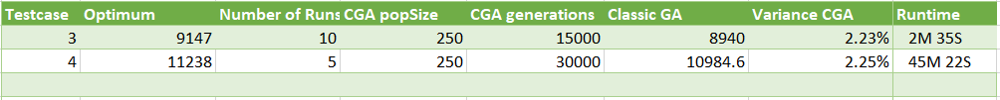 Testcase Optimum Number of Runs CGA popSize CGA generations Classic GA Variance CGA Runtime
3 9147 10 250 15000 8940 2.23% 2M 35S
4 11238 5 250 30000 10984.6 2.25% 45M 22S